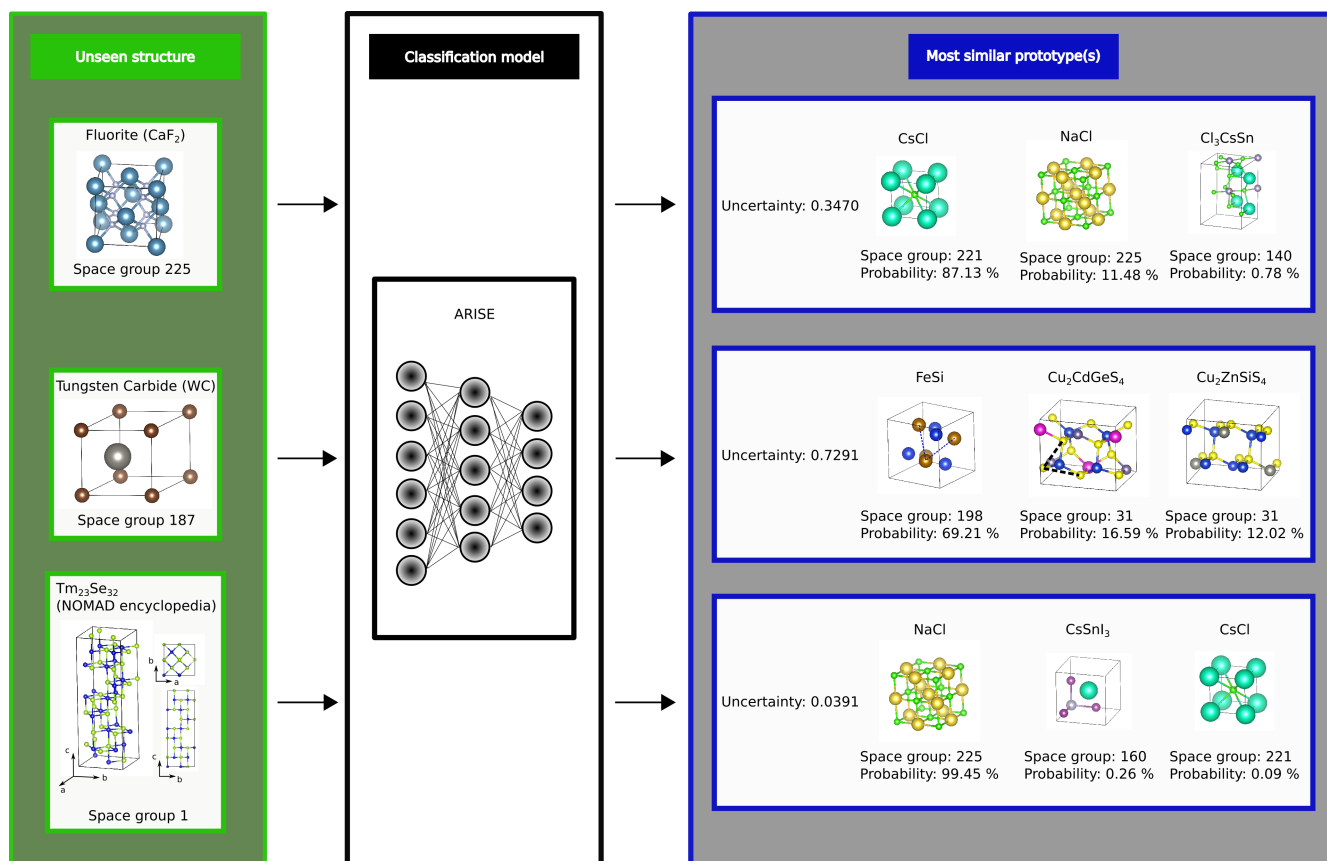 Unseen structure
Classification model
Most similar prototype(s)
Fluorite (CaF₂)
Space group 225
Uncertainty: 0.3470
CsCl
Space group: 221
Probability: 87.13 %
NaCl
Space group: 225
Probability: 11.48 %
Cl₃CsSn
Space group: 140
Probability: 0.78 %
ARISE
Tungsten Carbide (WC)
Space group 187
Uncertainty: 0.7291
FeSi
Space group: 198
Probability: 69.21 %
Cu₂CdGeS₄
Space group: 31
Probability: 16.59 %
Cu₂ZnSiS₄
Space group: 31
Probability: 12.02 %
Tm₂₃Se₃₂
(NOMAD encyclopedia)
c
b
a
b
a
c
b
Space group 1
Uncertainty: 0.0391
NaCl
Space group: 225
Probability: 99.45 %
CsSnI₃
Space group: 160
Probability: 0.26 %
CsCl
Space group: 221
Probability: 0.09 %